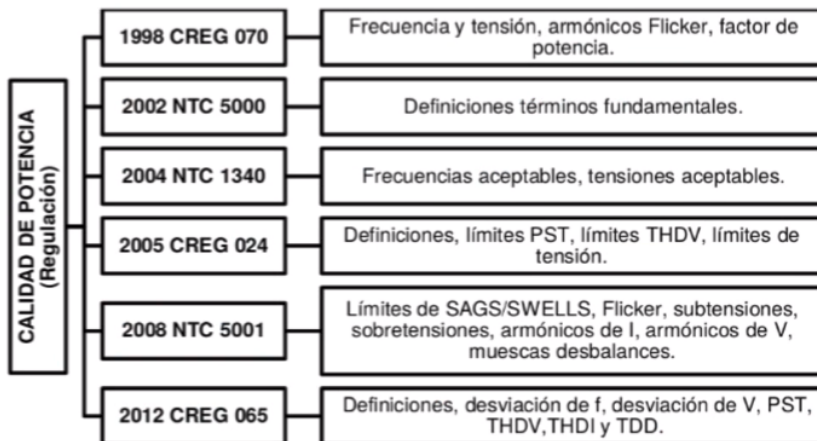 CALIDAD DE POTENCIA
(Regulación)
1998 CREG 070
Frecuencia y tensión, armónicos Flicker, factor de
potencia.
2002 NTC 5000
Definiciones términos fundamentales.
2004 NTC 1340
Frecuencias aceptables, tensiones aceptables.
2005 CREG 024
Definiciones, límites PST, límites THDV, límites de
tensión.
2008 NTC 5001
Límites de SAGS/SWELLS, Flicker, subtensiones,
sobretensiones, armónicos de I, armónicos de V,
muescas desbalances.
2012 CREG 065
Definiciones, desviación de f, desviación de V, PST,
THDV,THDI y TDD.